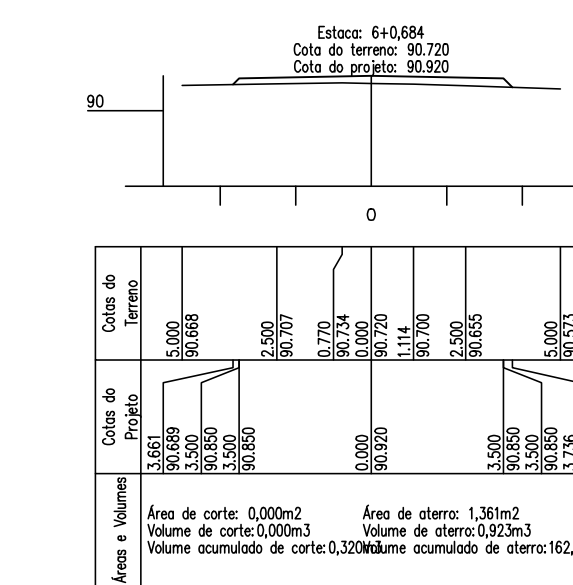 Estaca: 6+0,684
Cota do terreno: 90.720
Cota do projeto: 90.920
90
0
Cotas do
Terreno
5.000
90.668
2.500
90.707
0.770
90.734
0.000
90.720
1.114
90.700
2.500
90.655
5.000
90.573
Cotas do
Projeto
3.661
90.689
3.500
90.850
3.500
90.850
0.000
90.920
3.500
90.850
3.500
90.850
3.736
Áreas e Volumes
Área de corte: 0,000m2
Volume de corte:0,000m3
Volume acumulado de corte:0,320m3
Área de aterro: 1,361m2
Volume de aterro:0,923m3
Volume acumulado de aterro:162,